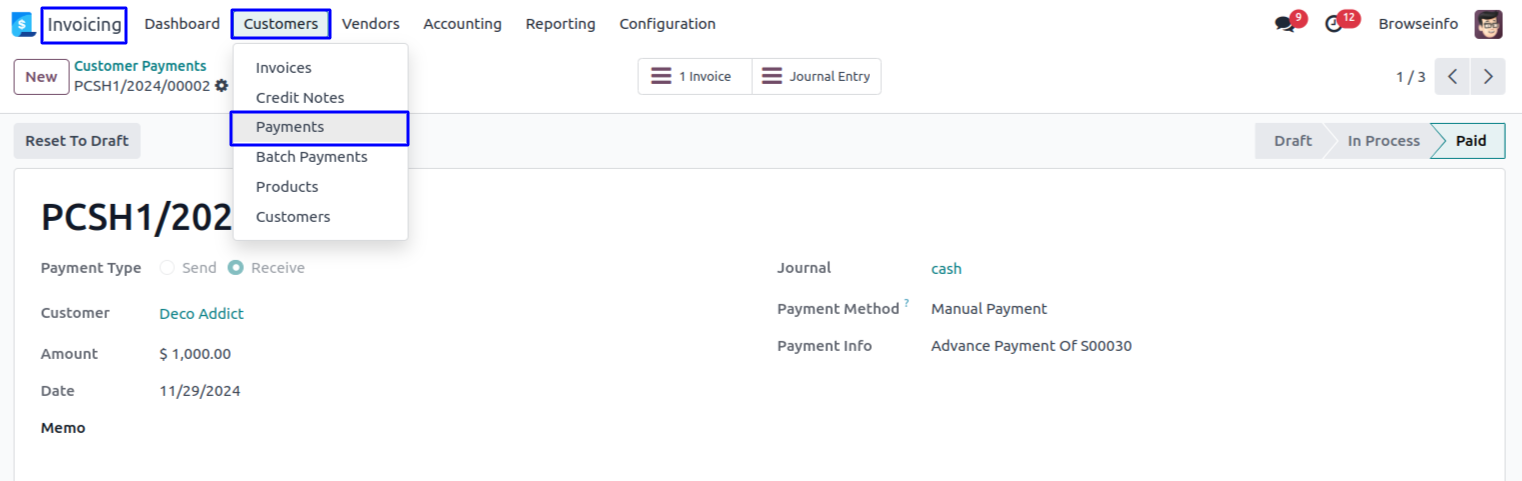 Invoicing Dashboard Customers Vendors Accounting Reporting Configuration 9 12 Browseinfo
New Customer Payments
PCSH1/2024/00002
1 Invoice Journal Entry 1 / 3
Invoices
Credit Notes
Payments
Batch Payments
Products
Customers
Reset To Draft Draft In Process Paid
PCSH1/202
Payment Type Send Receive Journal cash
Customer Deco Addict Payment Method ? Manual Payment
Amount $ 1,000.00 Payment Info Advance Payment Of S00030
Date 11/29/2024
Memo